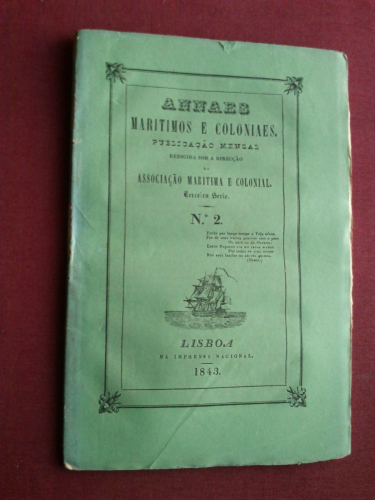 ANNAES
MARITIMOS E COLONIAES.
PUBLICAÇÃO MENSAL
REDIGIDA SOB A DIRECÇÃO
DA
ASSOCIAÇÃO MARITIMA E COLONIAL.
Terceira Serie.
N.º 2.
LISBOA
NA IMPRENSA NACIONAL.
1843.